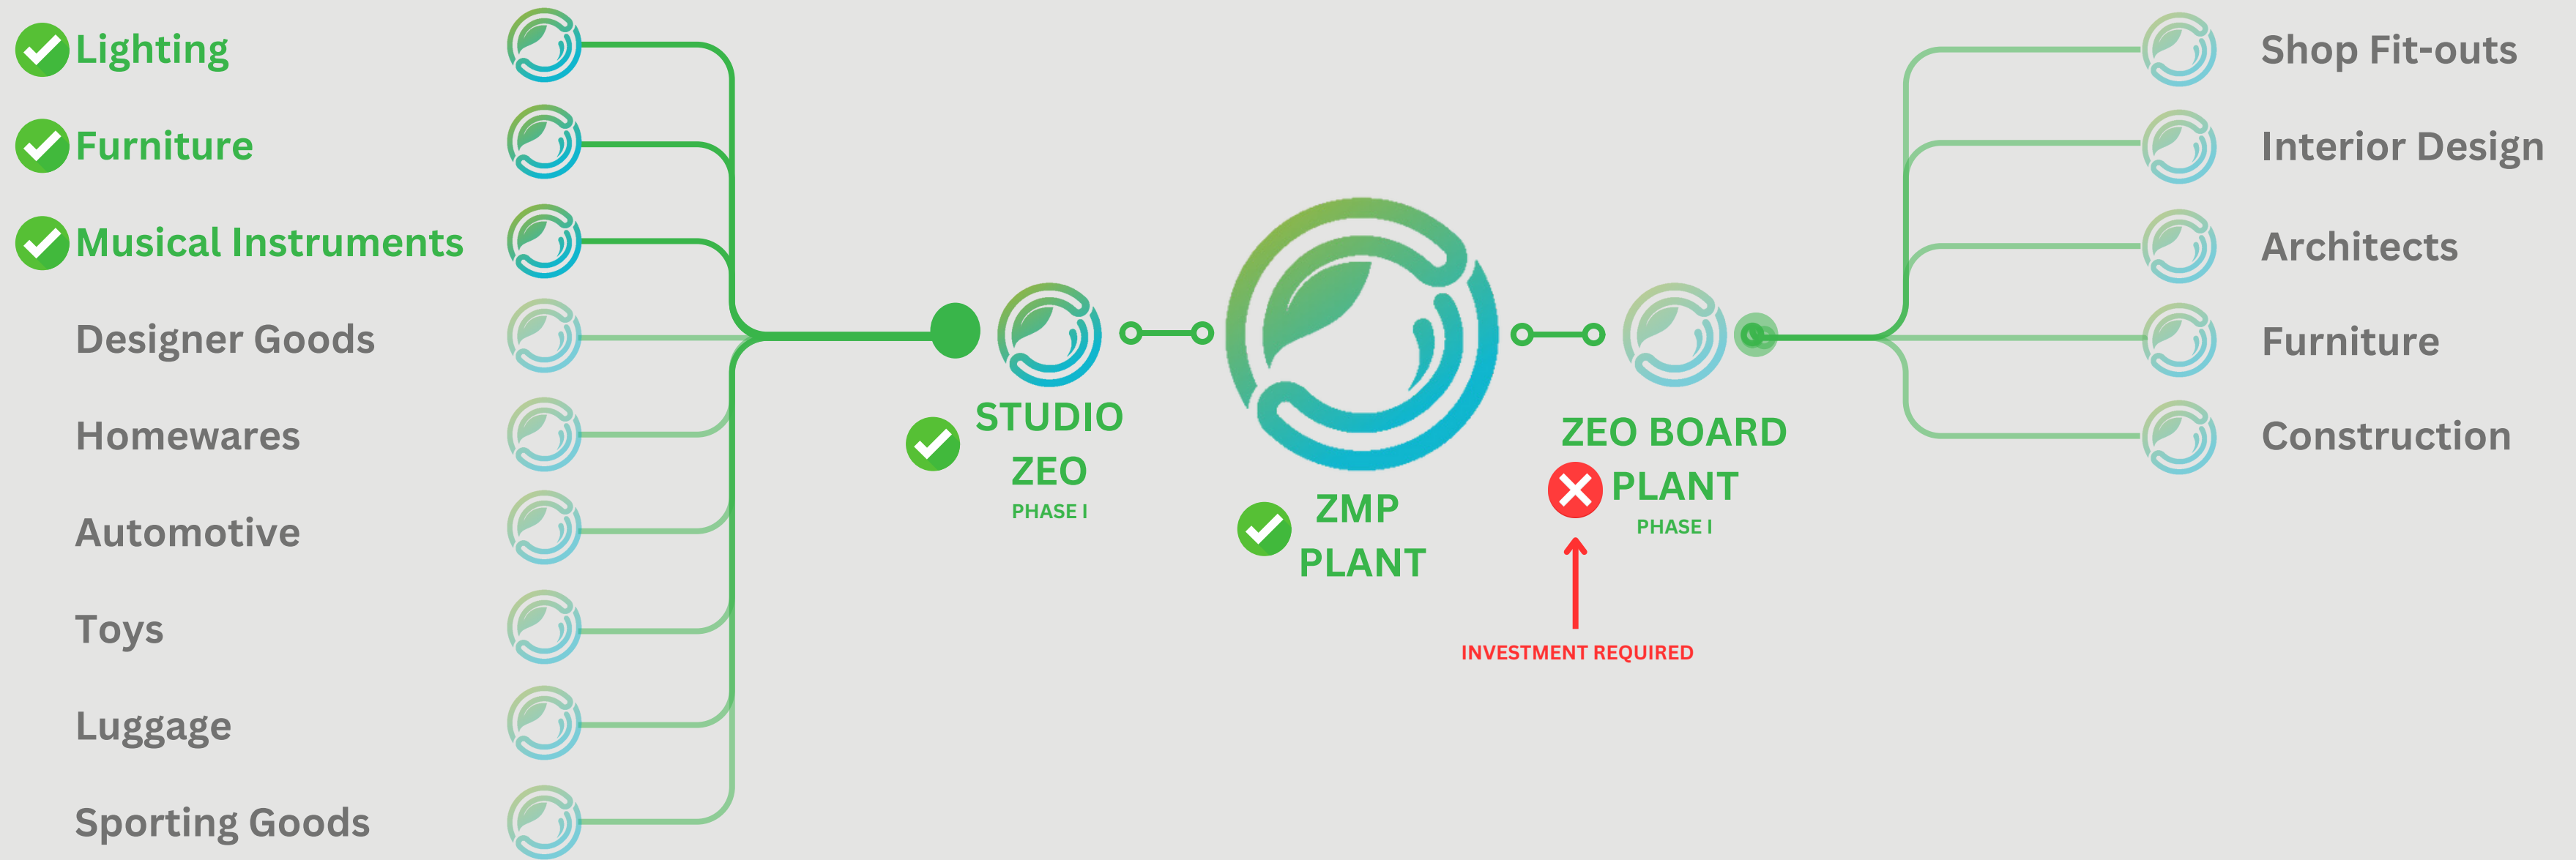 Lighting
Furniture
Musical Instruments
Designer Goods
Homewares
Automotive
Toys
Luggage
Sporting Goods
STUDIO
ZEO
PHASE I
ZMP
PLANT
ZEO BOARD
PLANT
PHASE I
INVESTMENT REQUIRED
Shop Fit-outs
Interior Design
Architects
Furniture
Construction